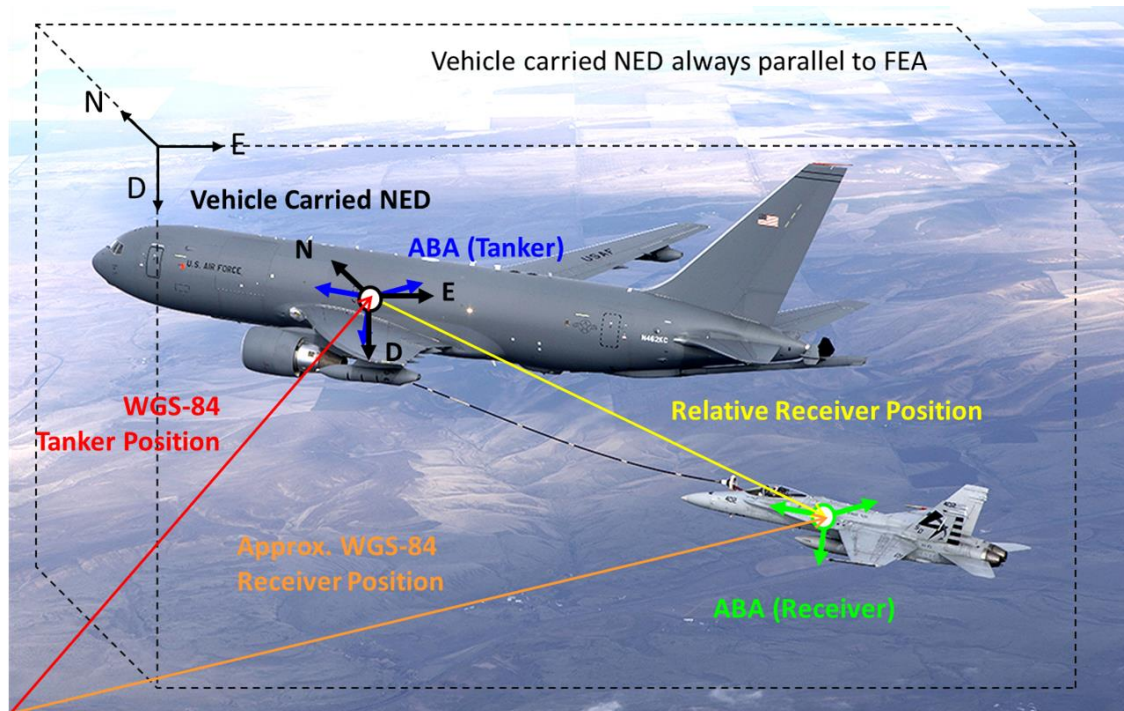 Vehicle carried NED always parallel to FEA
N
E
D
Vehicle Carried NED
ABA (Tanker)
N
E
D
U.S. AIR FORCE
USAF
N462KC
WGS-84
Tanker Position
Relative Receiver Position
Approx. WGS-84
Receiver Position
ABA (Receiver)